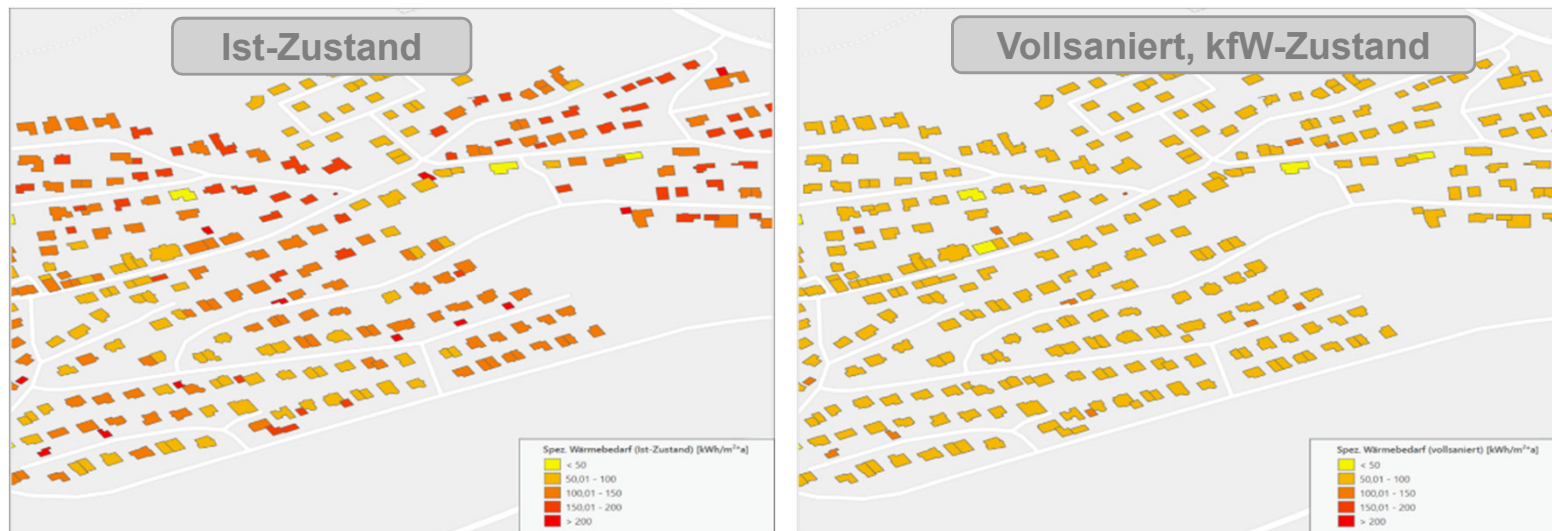 Ist-Zustand
Vollsaniert, kfW-Zustand
Spez. Wärmebedarf (Ist-Zustand) [kWh/m²*a]
< 50
50,01 - 100
100,01 - 150
150,01 - 200
> 200
Spez. Wärmebedarf (vollsaniert) [kWh/m²*a]
< 50
50,01 - 100
100,01 - 150
150,01 - 200
> 200